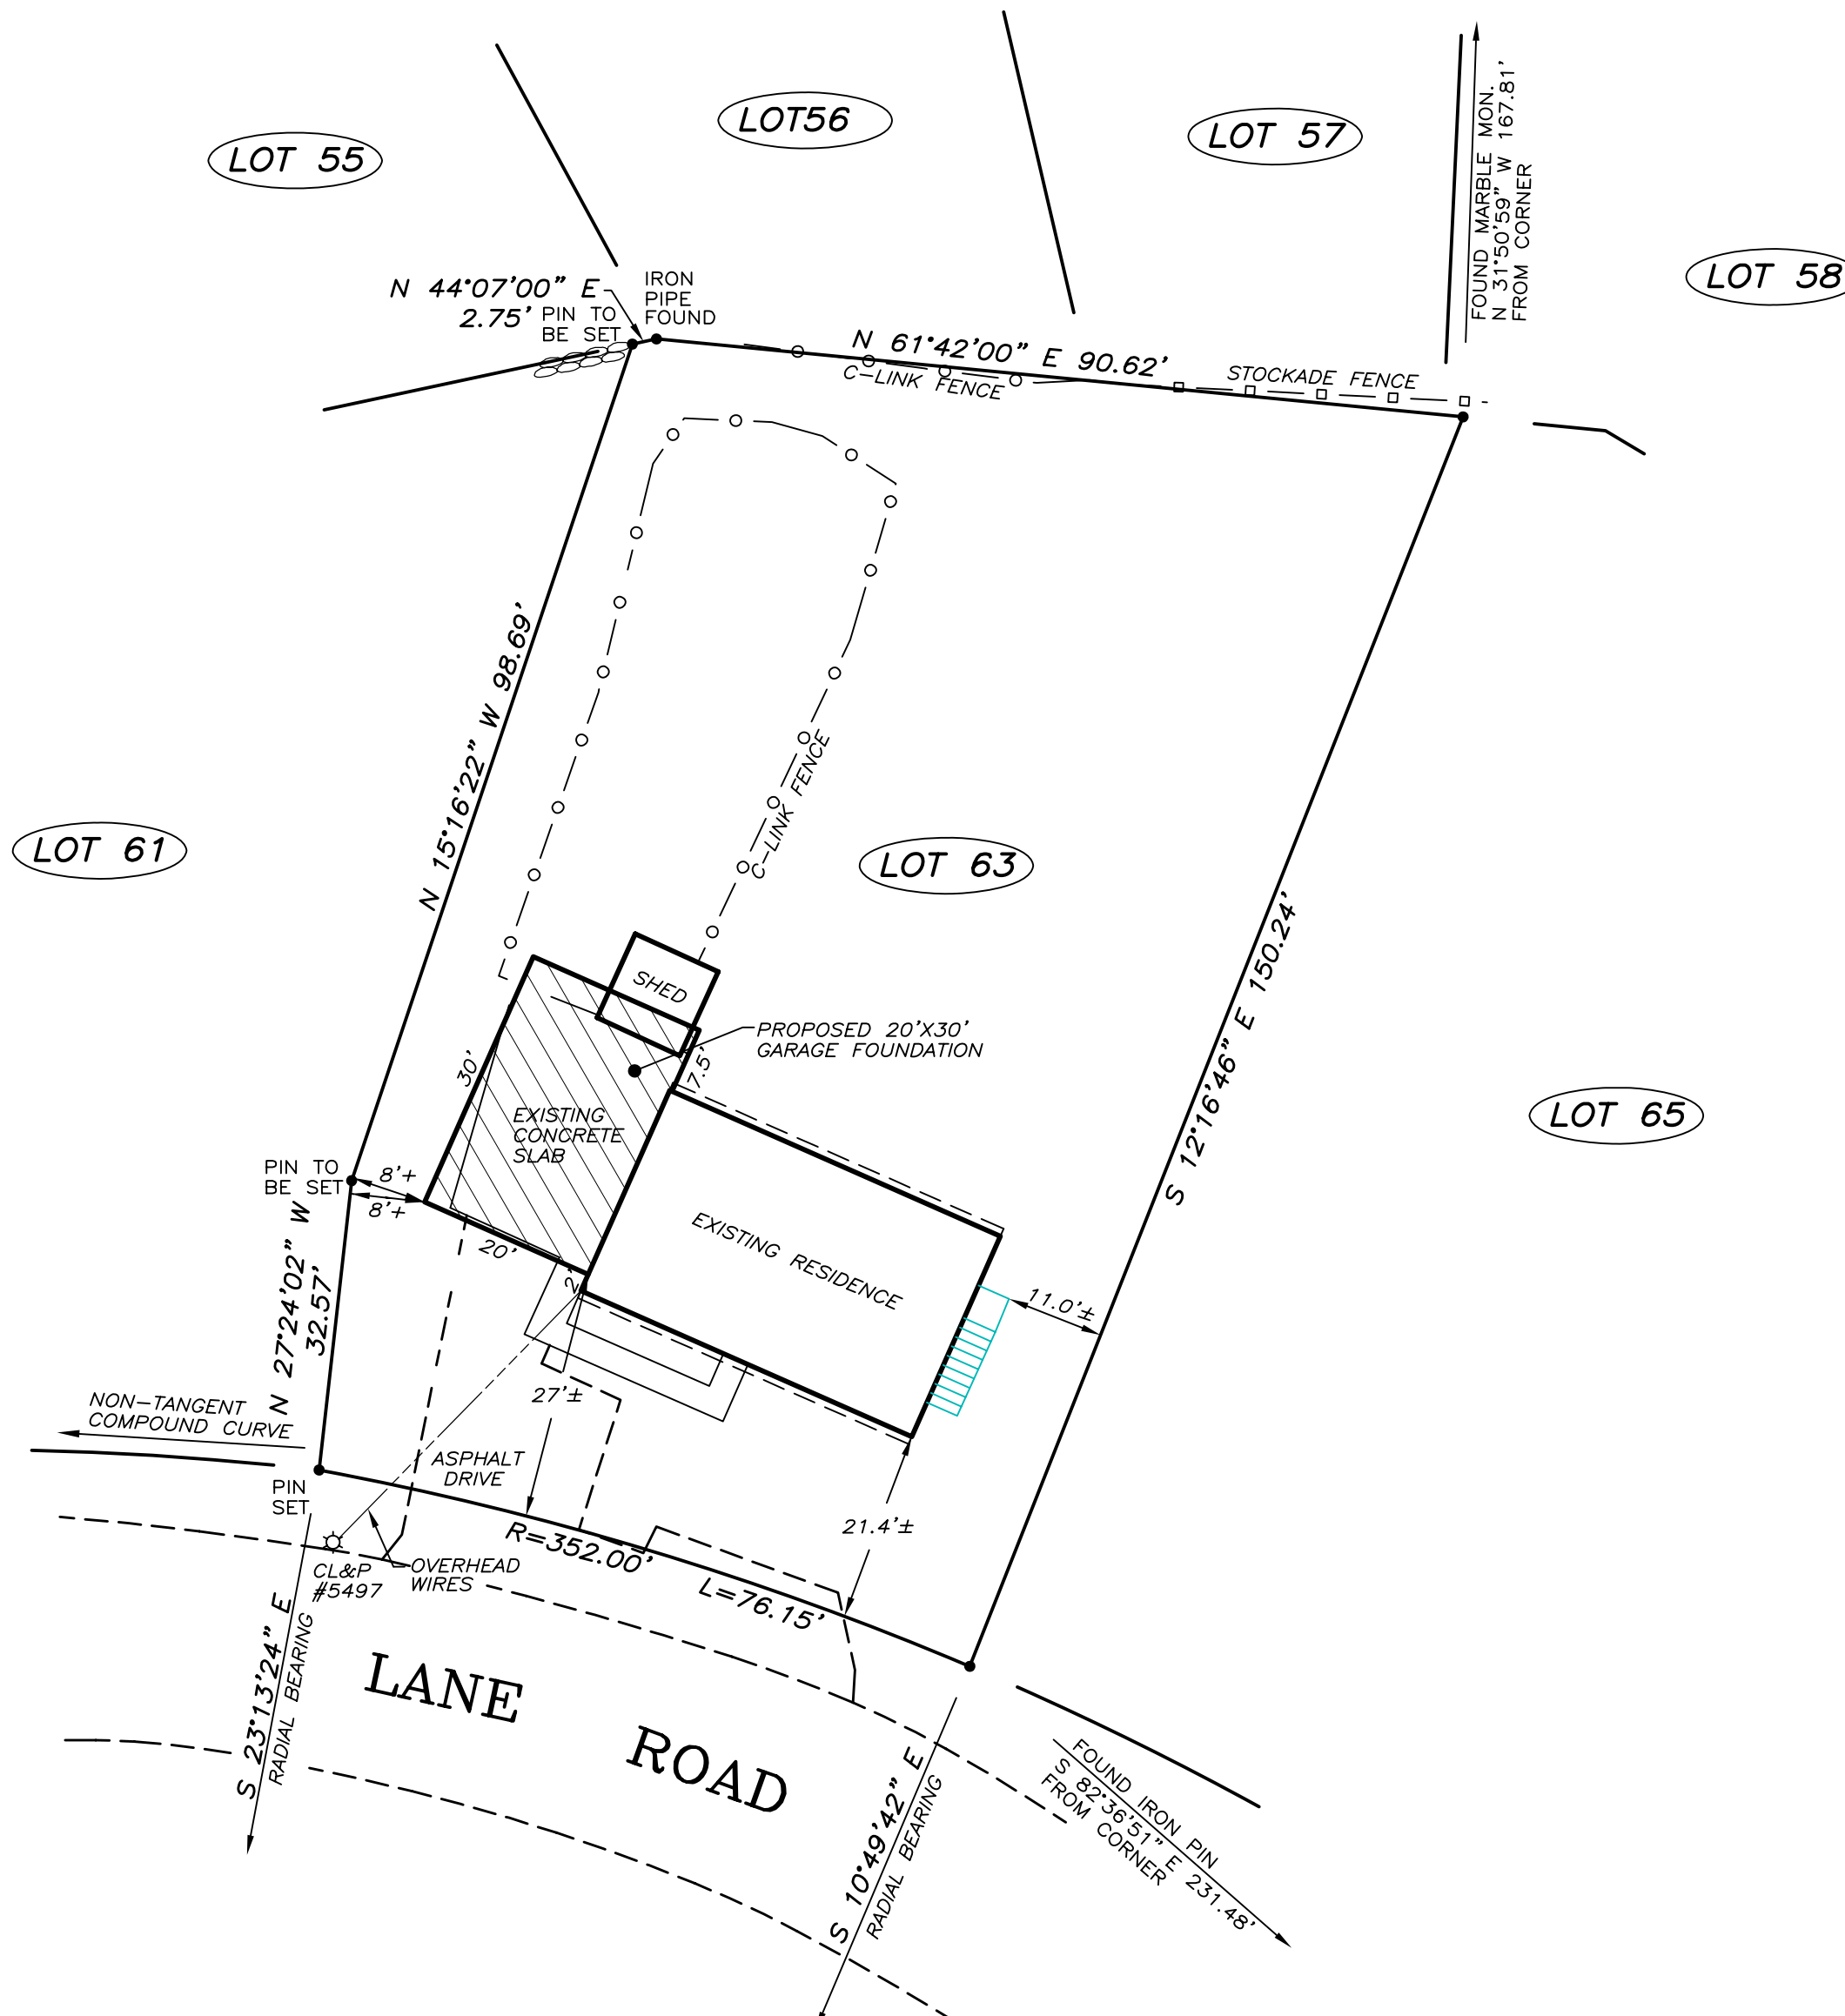 LOT 55
LOT56
LOT 57
FOUND MARBLE MON.
N 31°50'59" W 167.81'
FROM CORNER
LOT 58
N 44°07'00" E
2.75'
PIN TO
BE SET
IRON
PIPE
FOUND
N 61°42'00" E 90.62'
C-LINK FENCE
STOCKADE FENCE
N 15°16'22" W 98.69'
C-LINK FENCE
LOT 61
LOT 63
S 12°16'46" E 150.24'
LOT 65
SHED
PROPOSED 20'X30'
GARAGE FOUNDATION
30'
7.5'
EXISTING
CONCRETE
SLAB
PIN TO
BE SET
8'+
8'+
20'
2'
EXISTING RESIDENCE
11.0'±
N 27°24'02" W
32.57'
NON-TANGENT
COMPOUND CURVE
27'±
ASPHALT
DRIVE
PIN
SET
21.4'±
R=352.00'
L=76.15'
CL&P
#5497
OVERHEAD
WIRES
S 23°13'24" E
RADIAL BEARING
LANE ROAD
S 10°49'42" E
RADIAL BEARING
FOUND IRON PIN
S 82°36'51" E 231.48'
FROM CORNER